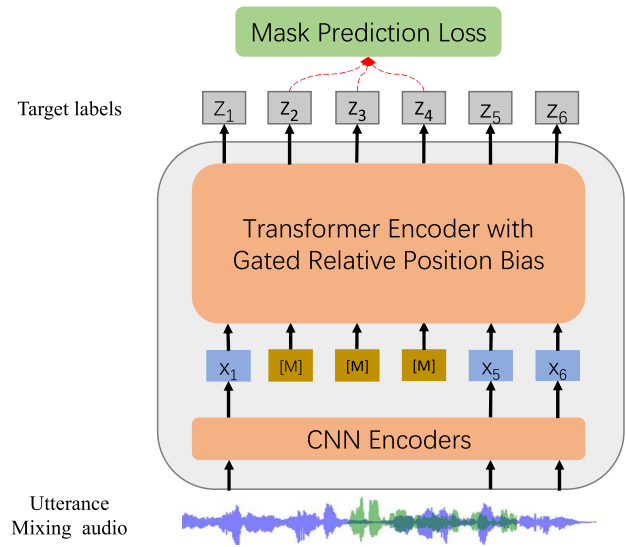 Mask Prediction Loss
Target labels
Z1 Z2 Z3 Z4 Z5 Z6
Transformer Encoder with
Gated Relative Position Bias
x1 [M] [M] [M] x5 x6
CNN Encoders
Utterance
Mixing audio